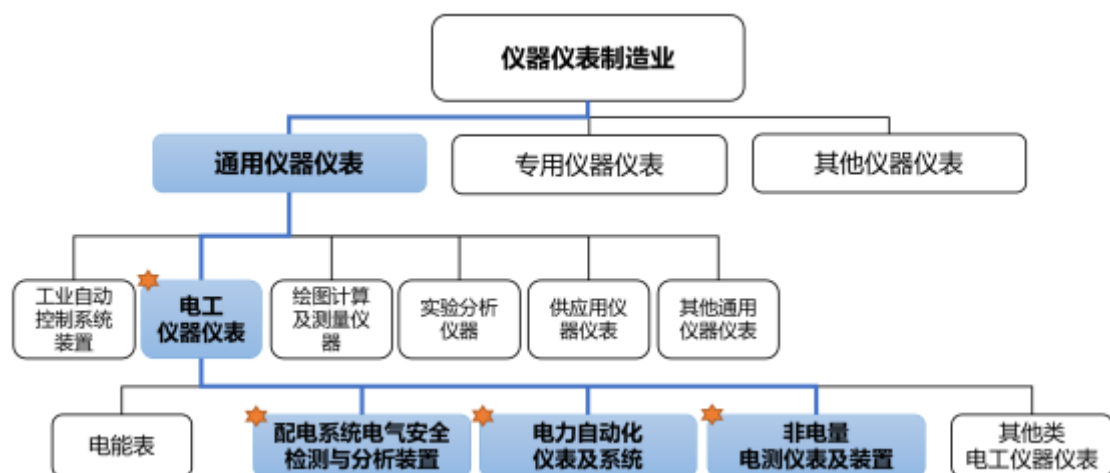 仪器仪表制造业
通用仪器仪表
专用仪器仪表
其他仪器仪表
工业自动
控制系统
装置
电工
仪器仪表
绘图计算
及测量仪
器
实验分析
仪器
供应用仪
器仪表
其他通用
仪器仪表
电能表
配电系统电气安全
检测与分析装置
电力自动化
仪表及系统
非电量
电测仪表及装置
其他类
电工仪器仪表